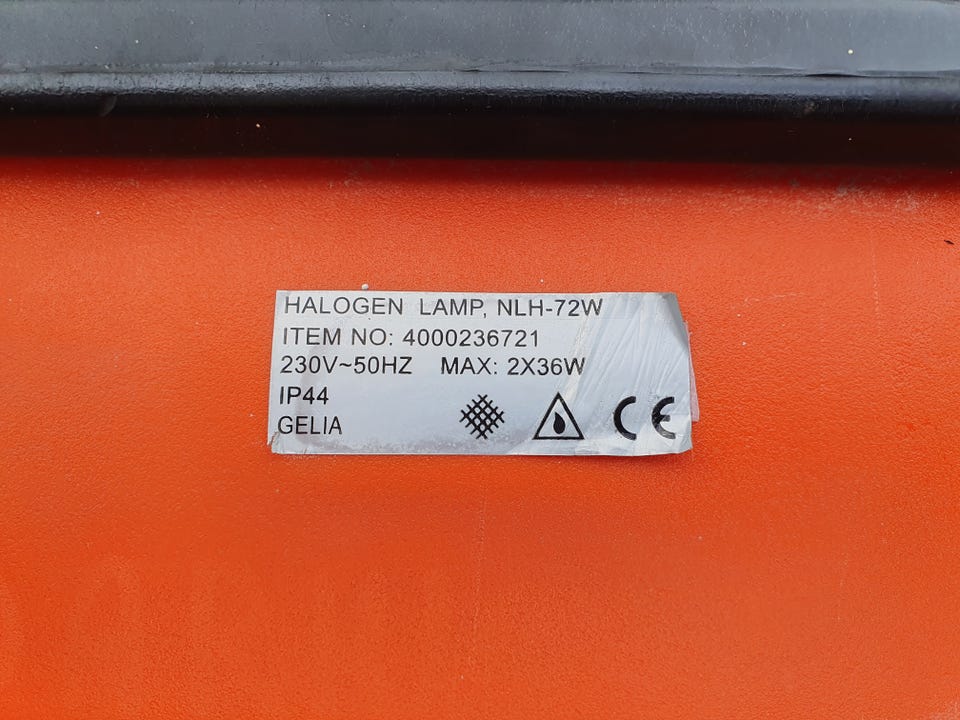 HALOGEN LAMP, NLH-72W
ITEM NO: 4000236721
230V~50HZ MAX: 2X36W
IP44
GELIA CE